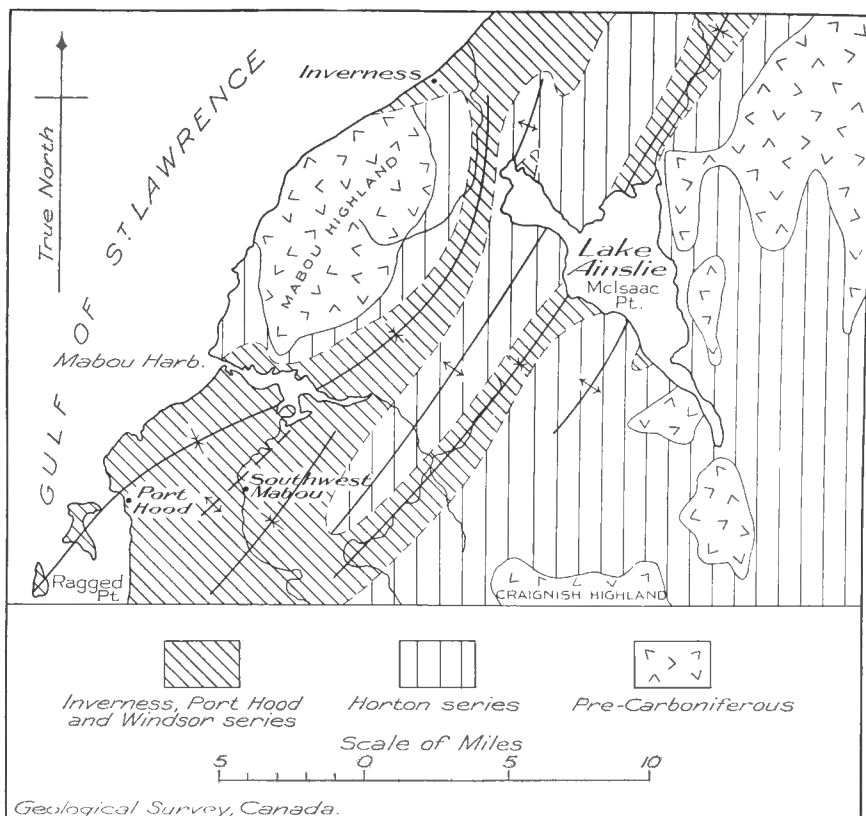 True North
GULF OF ST. LAWRENCE
Inverness
MABOU HIGHLAND
Lake
Ainslie
McIsaac
Pt.
Mabou Harb.
Port
Hood
Southwest
Mabou
Ragged
Pt.
CRAIGNISH HIGHLAND
Inverness, Port Hood
and Windsor series
Horton series
Pre-Carboniferous
Scale of Miles
5 0 5 10
Geological Survey, Canada.